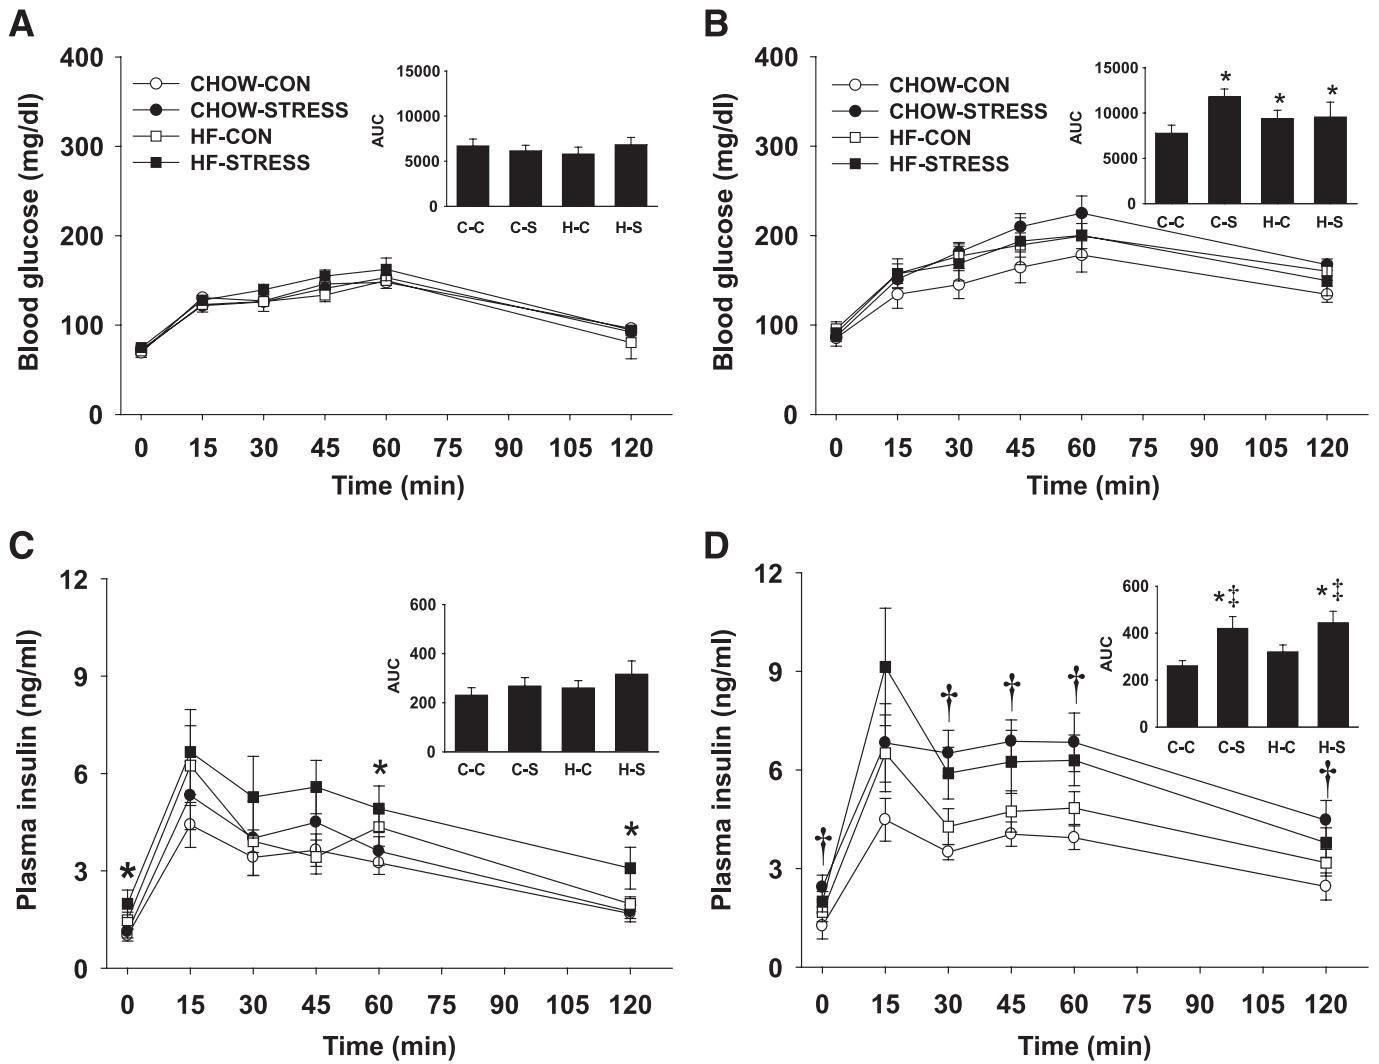 A
400
300
200
100
0
Blood glucose (mg/dl)
CHOW-CON
CHOW-STRESS
HF-CON
HF-STRESS
15000
10000
5000
0
AUC
C-C C-S H-C H-S
0 15 30 45 60 75 90 105 120
Time (min)
B
400
300
200
100
0
Blood glucose (mg/dl)
CHOW-CON
CHOW-STRESS
HF-CON
HF-STRESS
15000
10000
5000
0
AUC
* * *
C-C C-S H-C H-S
0 15 30 45 60 75 90 105 120
Time (min)
C
12
9
6
3
0
Plasma insulin (ng/ml)
600
400
200
0
AUC
C-C C-S H-C H-S
* * *
0 15 30 45 60 75 90 105 120
Time (min)
D
12
9
6
3
0
Plasma insulin (ng/ml)
600
400
200
0
AUC
*‡ *‡
C-C C-S H-C H-S
† † † † †
0 15 30 45 60 75 90 105 120
Time (min)